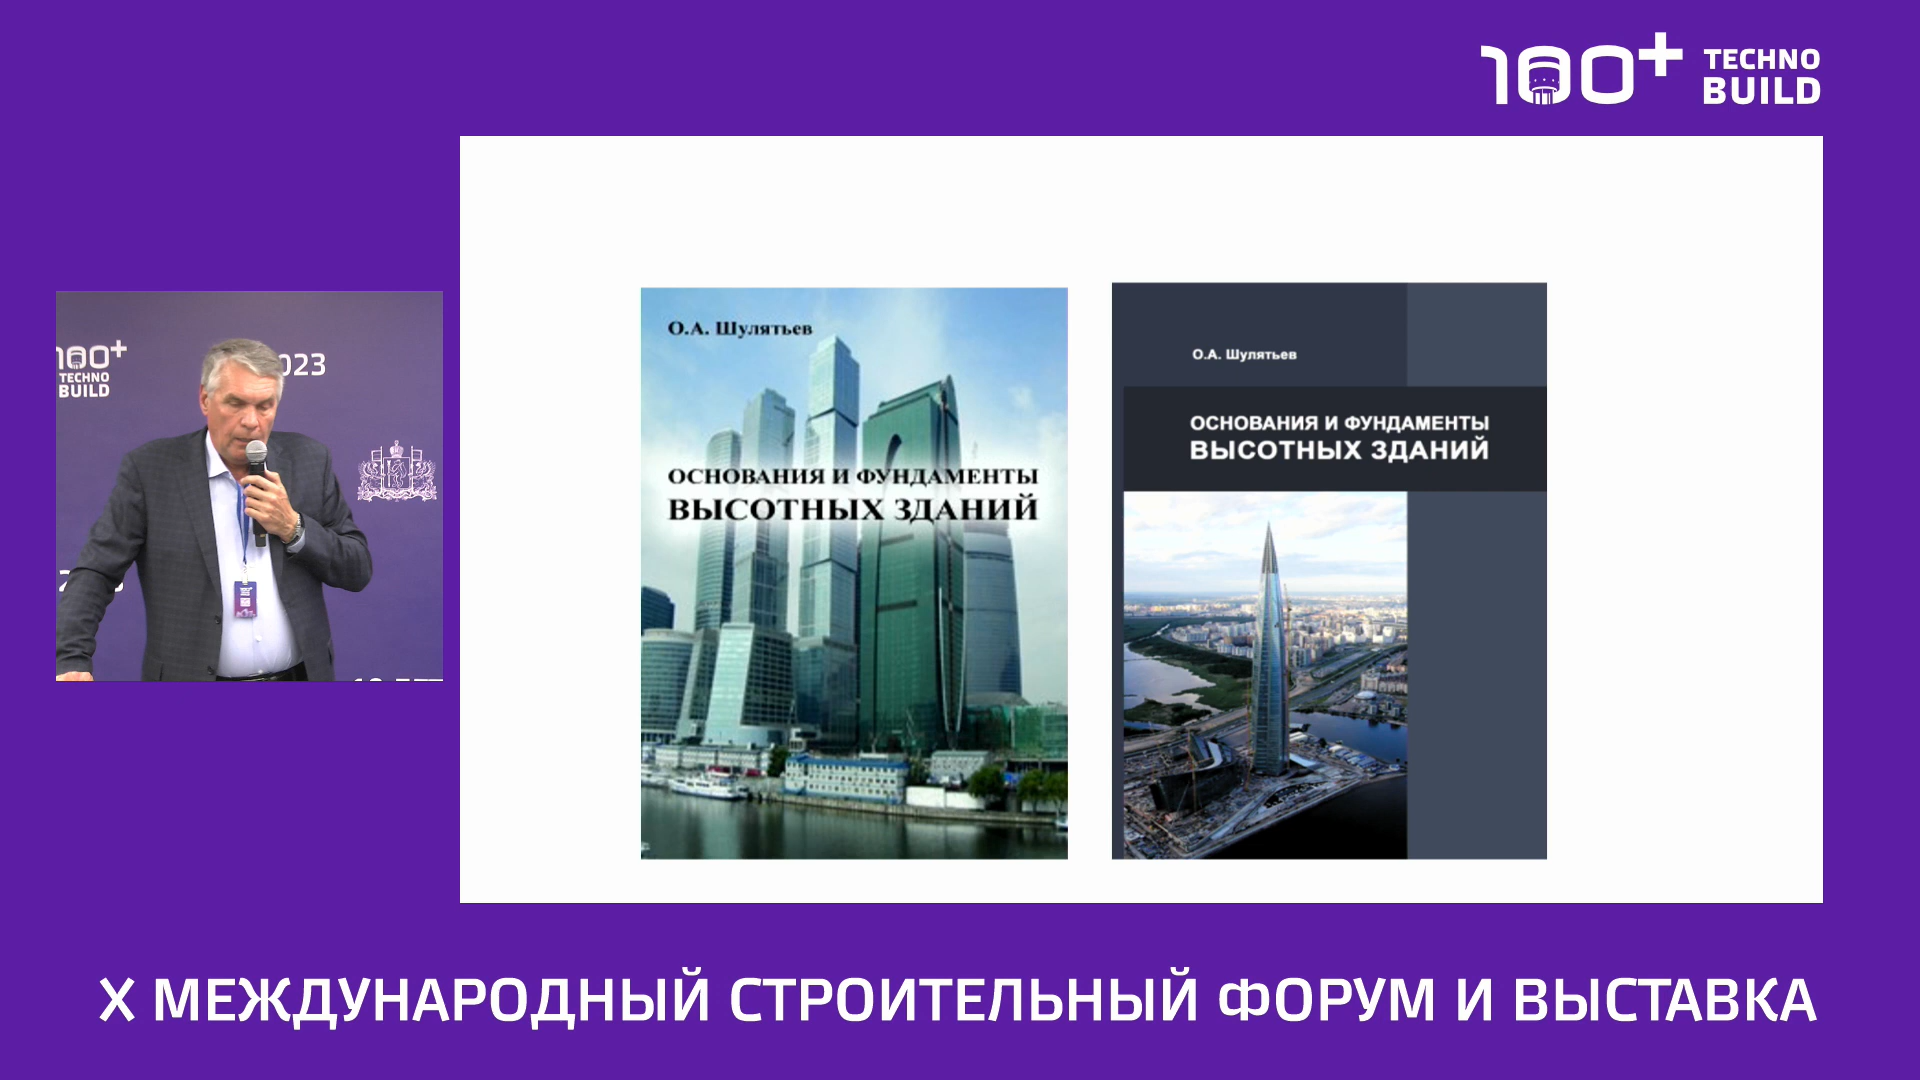 100+ TECHNO
BUILD
100+
TECHNO
BUILD
023
О.А. Шулятьев
ОСНОВАНИЯ И ФУНДАМЕНТЫ
ВЫСОТНЫХ ЗДАНИЙ
О.А. Шулятьев
ОСНОВАНИЯ И ФУНДАМЕНТЫ
ВЫСОТНЫХ ЗДАНИЙ
X МЕЖДУНАРОДНЫЙ СТРОИТЕЛЬНЫЙ ФОРУМ И ВЫСТАВКА